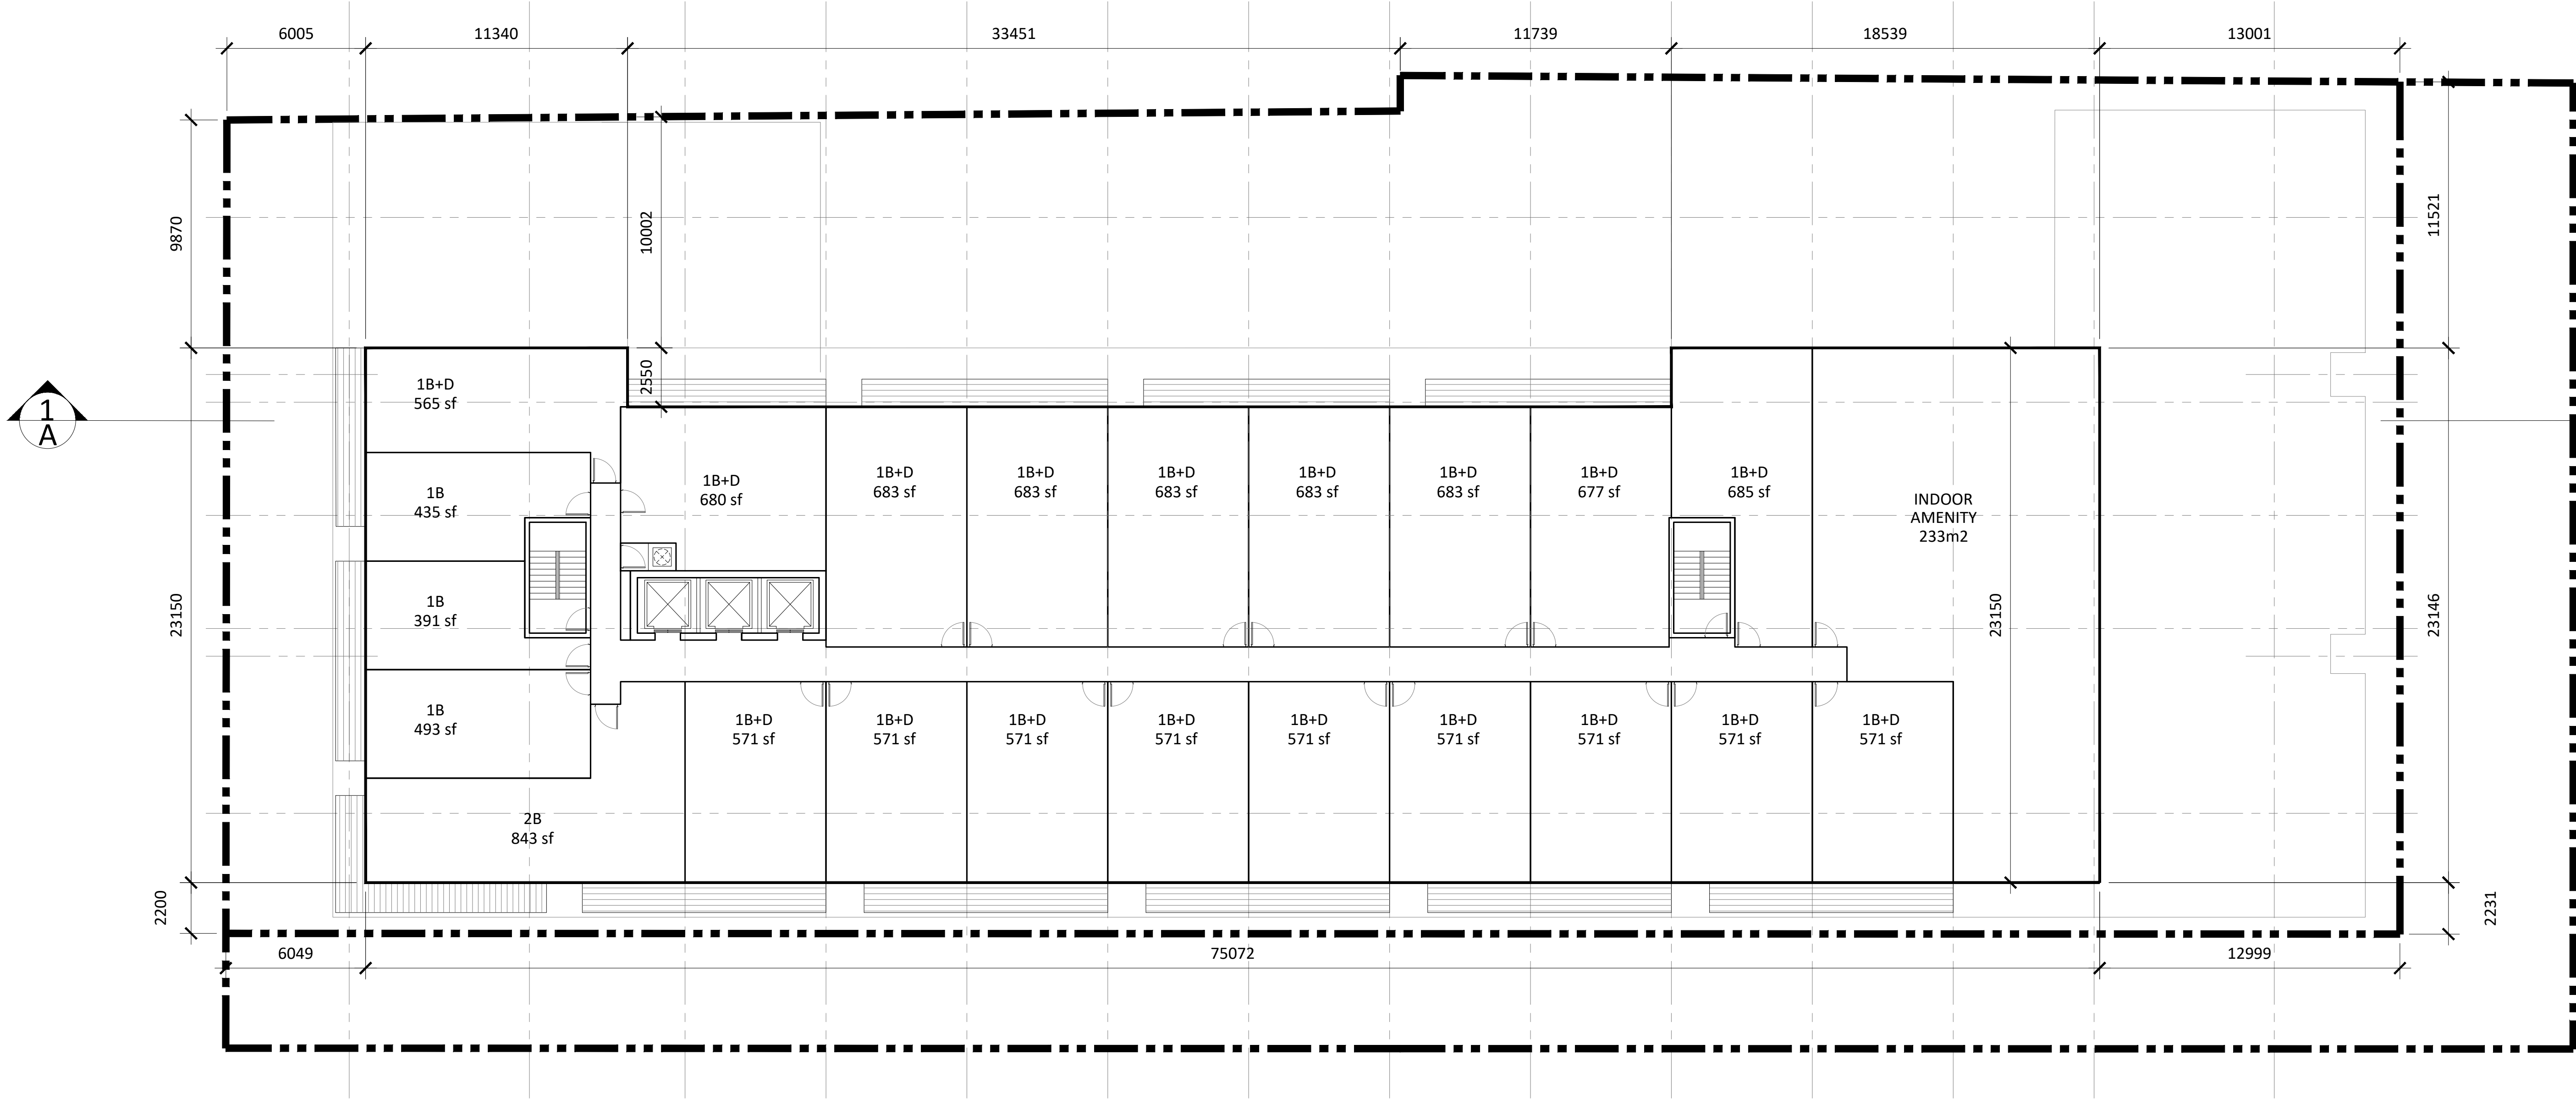 6005
11340
33451
11739
18539
13001
9870
10002
11521
2550
1
A
1B+D
565 sf
1B
435 sf
1B
391 sf
1B
493 sf
2B
843 sf
1B+D
680 sf
1B+D
683 sf
1B+D
683 sf
1B+D
683 sf
1B+D
683 sf
1B+D
683 sf
1B+D
677 sf
1B+D
685 sf
INDOOR
AMENITY
233m2
23150
23150
23146
1B+D
571 sf
1B+D
571 sf
1B+D
571 sf
1B+D
571 sf
1B+D
571 sf
1B+D
571 sf
1B+D
571 sf
1B+D
571 sf
1B+D
571 sf
2200
2231
6049
75072
12999